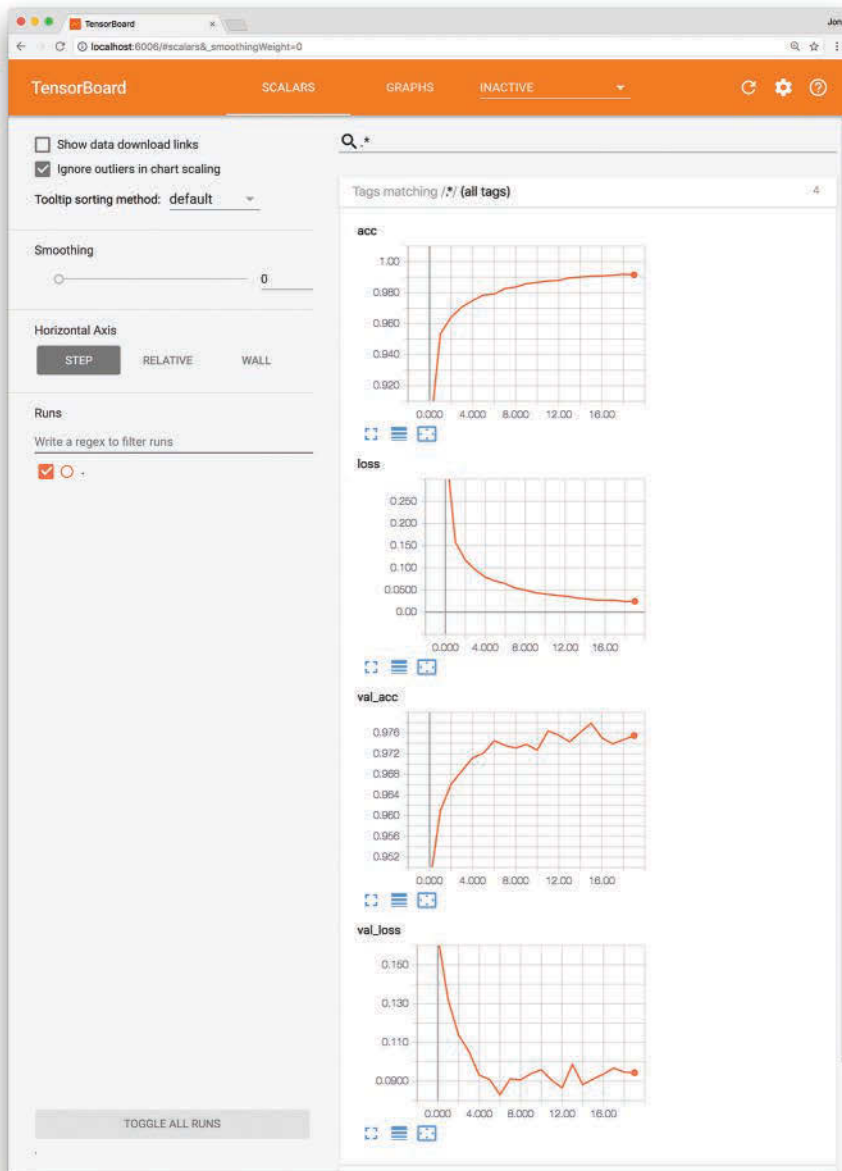 TensorBoard
Jon
localhost:6006/#scalars&_smoothingWeight=0
TensorBoard SCALARS GRAPHS INACTIVE
Show data download links
Ignore outliers in chart scaling
Tooltip sorting method: default
Smoothing
0
Horizontal Axis
STEP RELATIVE WALL
Runs
Write a regex to filter runs
.
TOGGLE ALL RUNS
.*
Tags matching /.*/ (all tags) 4
acc
1.00
0.980
0.960
0.940
0.920
0.000 4.000 8.000 12.00 16.00
loss
0.250
0.200
0.150
0.100
0.0500
0.00
0.000 4.000 8.000 12.00 16.00
val_acc
0.976
0.972
0.968
0.964
0.960
0.956
0.952
0.000 4.000 8.000 12.00 16.00
val_loss
0.150
0.130
0.110
0.0900
0.000 4.000 8.000 12.00 16.00